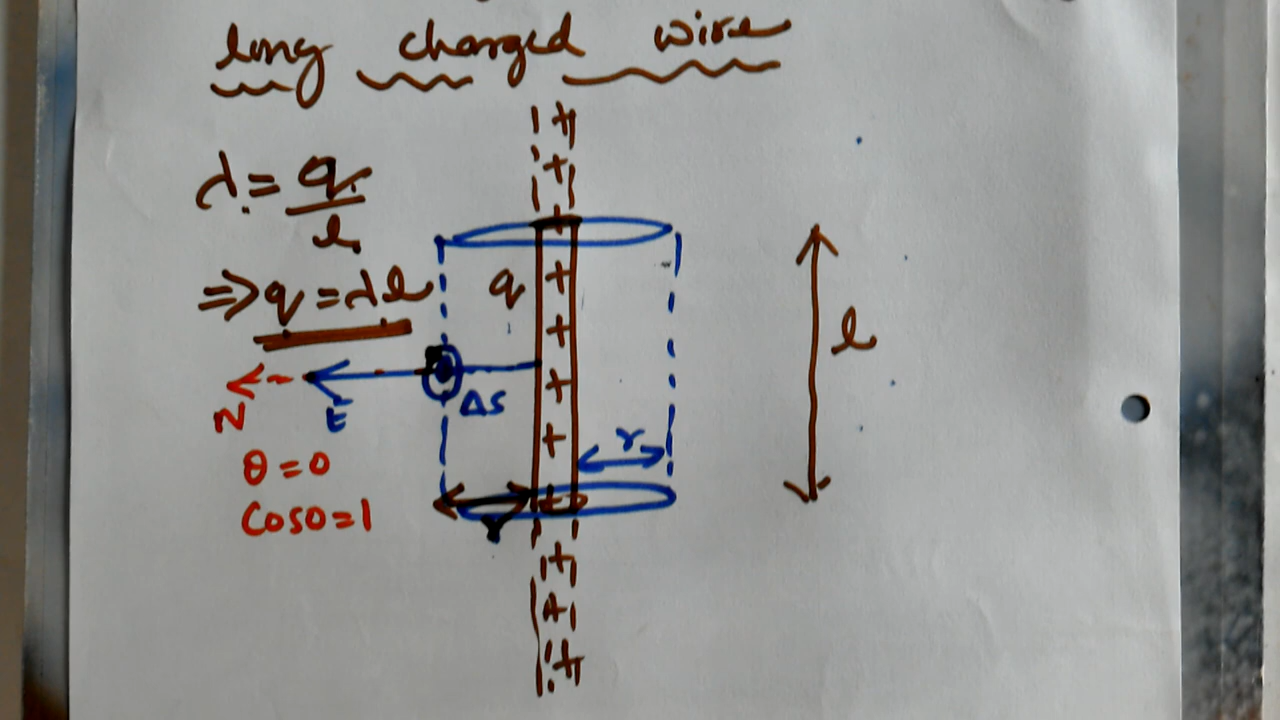 long charged wire
λ = q/l
⇒ q = λl
q
l
ΔS
N
E
r
θ = 0
Cos0 = 1
r
+ + + + + + + + + + + +